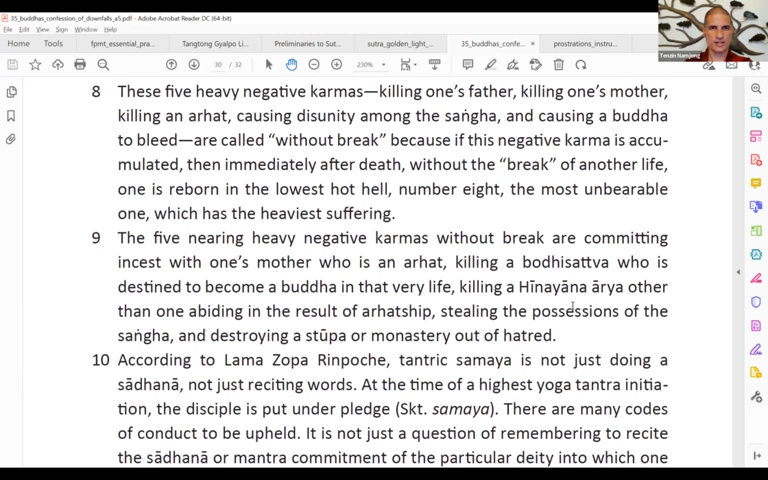 35_buddhas_confession_of_downfalls_a5.pdf - Adobe Acrobat Reader DC (64-bit)
File Edit View Sign Window Help
Home Tools fpmt_essential_pra... Tangtong Gyalpo Li... Preliminaries to Sut... sutra_golden_light_... 35_buddhas_confe... × prostrations_instru...
30 / 32 230%
Tenzin Namjong
8 These five heavy negative karmas—killing one's father, killing one's mother,
killing an arhat, causing disunity among the saṅgha, and causing a buddha
to bleed—are called "without break" because if this negative karma is accu-
mulated, then immediately after death, without the "break" of another life,
one is reborn in the lowest hot hell, number eight, the most unbearable
one, which has the heaviest suffering.
9 The five nearing heavy negative karmas without break are committing
incest with one's mother who is an arhat, killing a bodhisattva who is
destined to become a buddha in that very life, killing a Hīnayāna ārya other
than one abiding in the result of arhatship, stealing the possessions of the
saṅgha, and destroying a stūpa or monastery out of hatred.
10 According to Lama Zopa Rinpoche, tantric samaya is not just doing a
sādhanā, not just reciting words. At the time of a highest yoga tantra initia-
tion, the disciple is put under pledge (Skt. samaya). There are many codes
of conduct to be upheld. It is not just a question of remembering to recite
the sādhanā or mantra commitment of the particular deity into which one